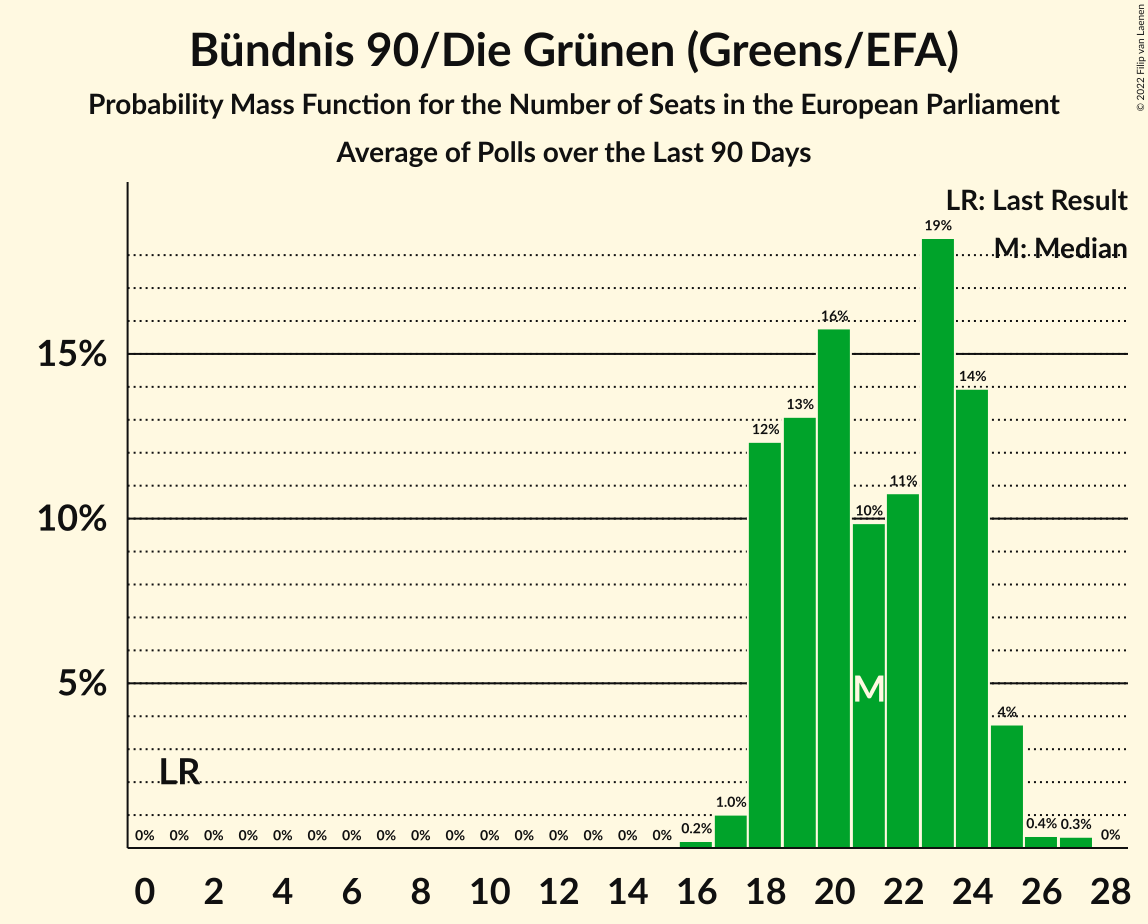 Bündnis 90/Die Grünen (Greens/EFA)
Probability Mass Function for the Number of Seats in the European Parliament
Average of Polls over the Last 90 Days
© 2022 Filip van Laenen
LR: Last Result
M: Median
15%
10%
5%
0% 0% 0% 0% 0% 0% 0% 0% 0% 0% 0% 0% 0% 0% 0% 0% 0.2% 1.0% 12% 13% 16% 10% 11% 19% 14% 4% 0.4% 0.3% 0%
LR
M
0 2 4 6 8 10 12 14 16 18 20 22 24 26 28